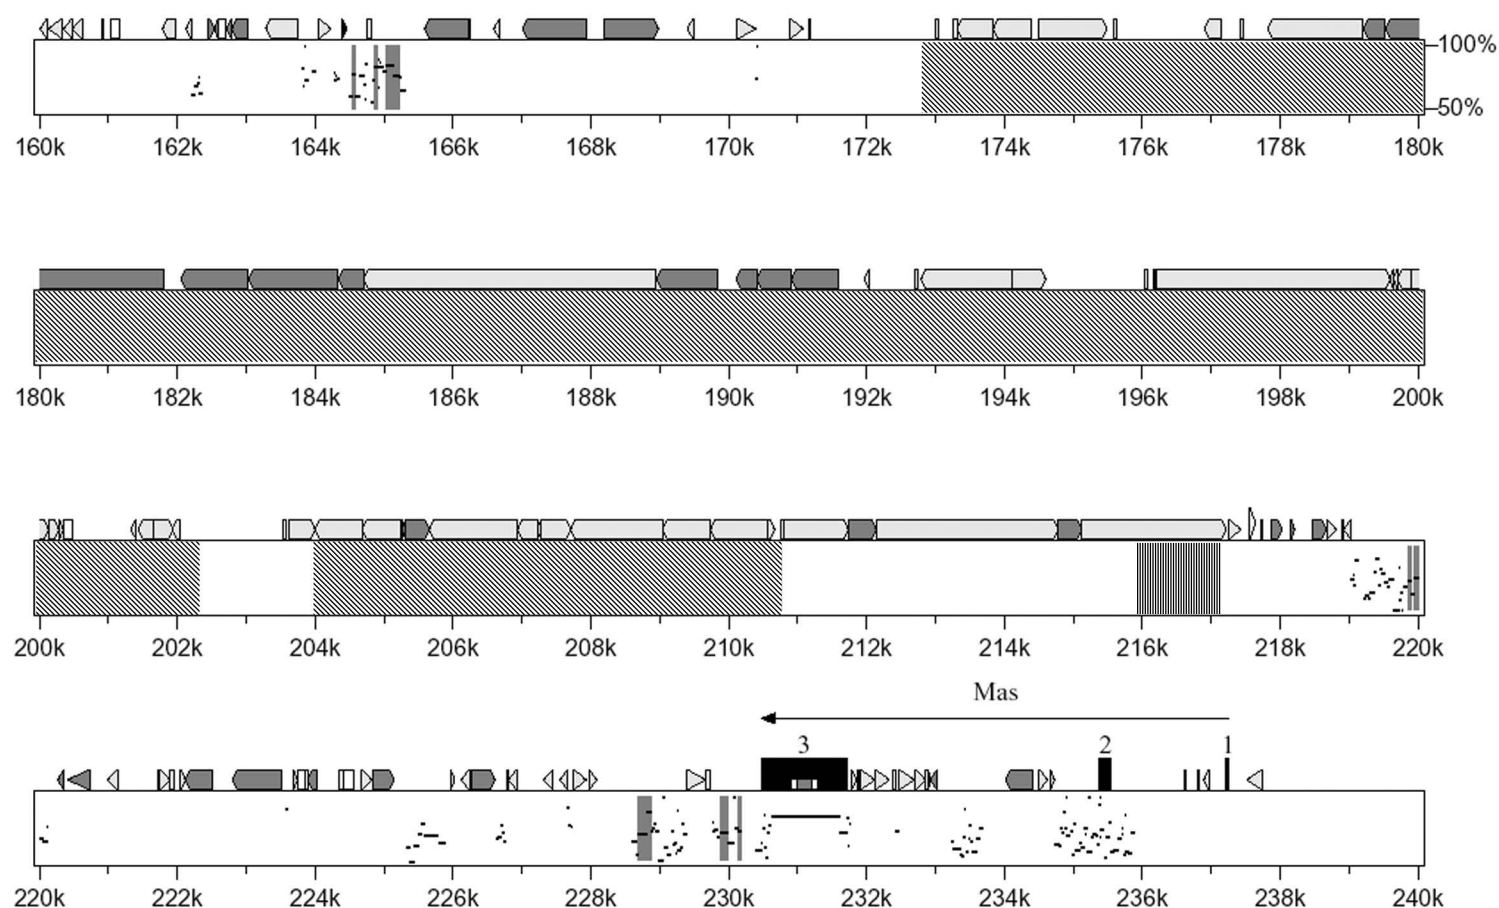 100%
50%
160k 162k 164k 166k 168k 170k 172k 174k 176k 178k 180k
180k 182k 184k 186k 188k 190k 192k 194k 196k 198k 200k
200k 202k 204k 206k 208k 210k 212k 214k 216k 218k 220k
Mas
3 2 1
220k 222k 224k 226k 228k 230k 232k 234k 236k 238k 240k